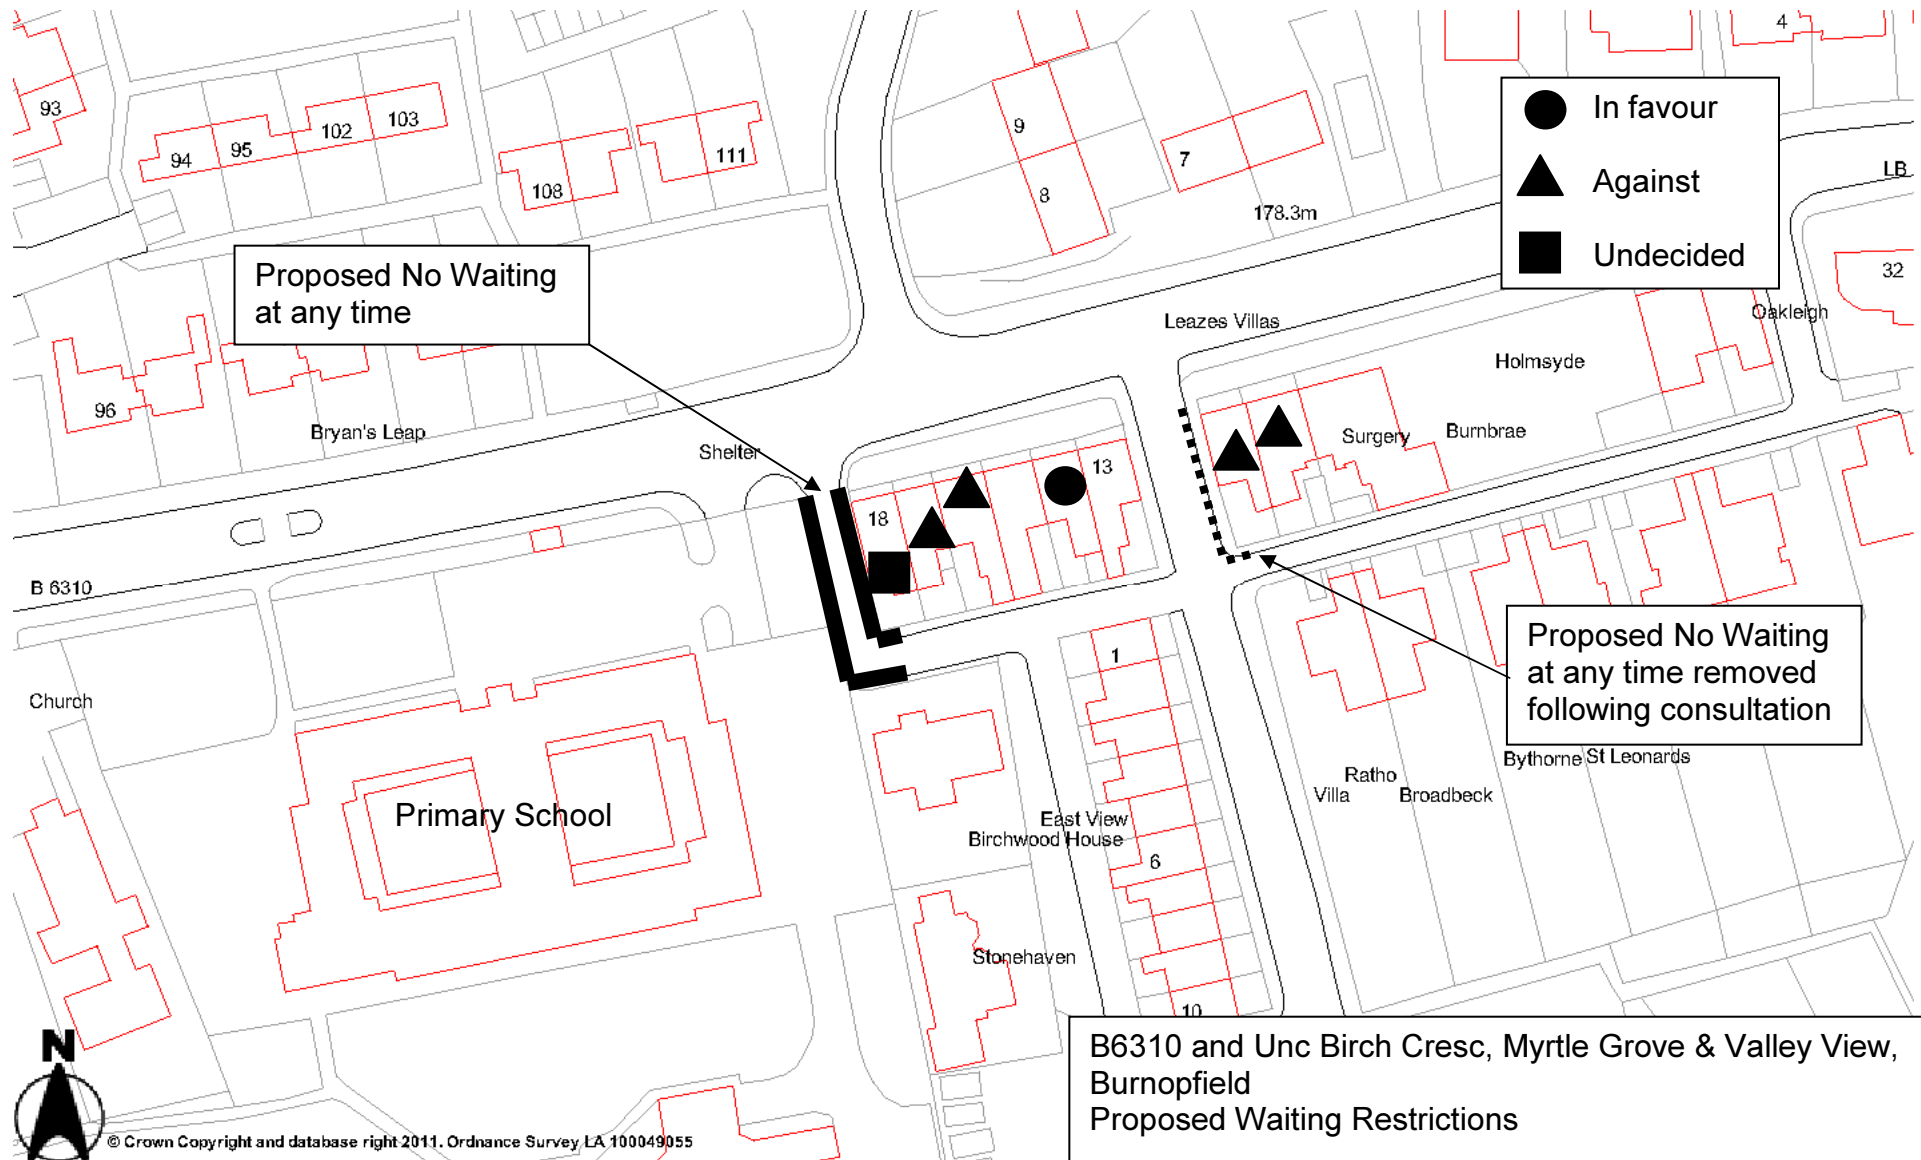 4
93
94
95
102
103
108
111
9
8
7
178.3m
LB
32
In favour
Against
Undecided
Proposed No Waiting
at any time
Leazes Villas
Oakleigh
Holmsyde
96
Bryan's Leap
Shelter
Surgery
Burnbrae
13
18
B 6310
Proposed No Waiting
at any time removed
following consultation
1
Church
Bythorne
St Leonards
Ratho
Villa
Broadbeck
Primary School
East View
Birchwood House
6
Stonehaven
10
N
B6310 and Unc Birch Cresc, Myrtle Grove & Valley View,
Burnopfield
Proposed Waiting Restrictions
© Crown Copyright and database right 2011. Ordnance Survey LA 100049055